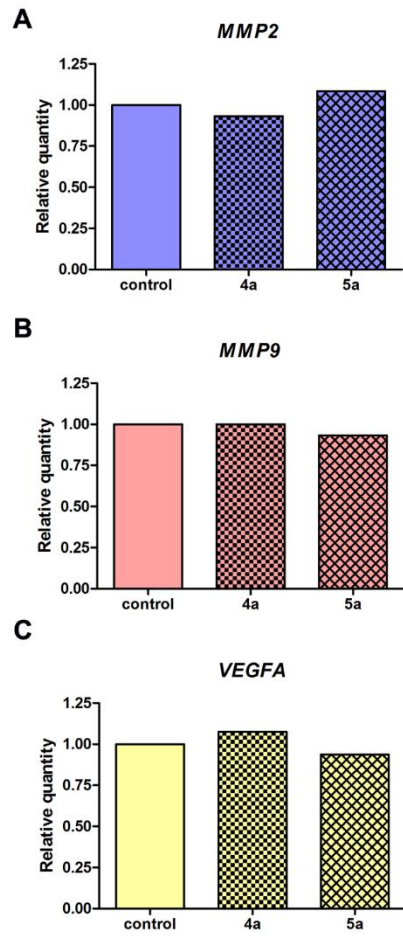 A
MMP2
Relative quantity
1.25
1.00
0.75
0.50
0.25
0.00
control 4a 5a
B
MMP9
Relative quantity
1.25
1.00
0.75
0.50
0.25
0.00
control 4a 5a
C
VEGFA
Relative quantity
1.25
1.00
0.75
0.50
0.25
0.00
control 4a 5a